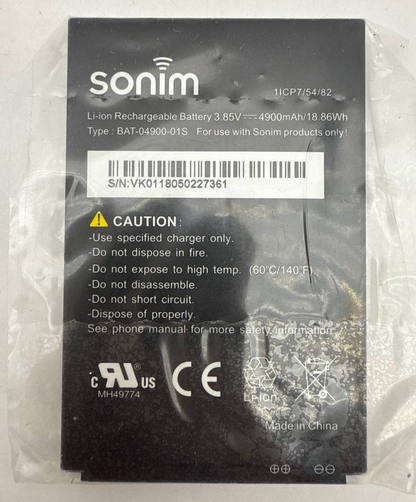 sonim
1ICP7/54/82
Li-ion Rechargeable Battery 3.85V ⎓ 4900mAh/18.86Wh
Type : BAT-04900-01S For use with Sonim products only!
S/N:VK0118050227361
CAUTION:
-Use specified charger only.
-Do not dispose in fire.
-Do not expose to high temp. (60°C/140°F).
-Do not disassemble.
-Do not short circuit.
-Dispose of properly.
See phone manual for more safety information.
c RU US CE Li-ion
MH49774
Made in China
⊕⊕ ⊖⊖